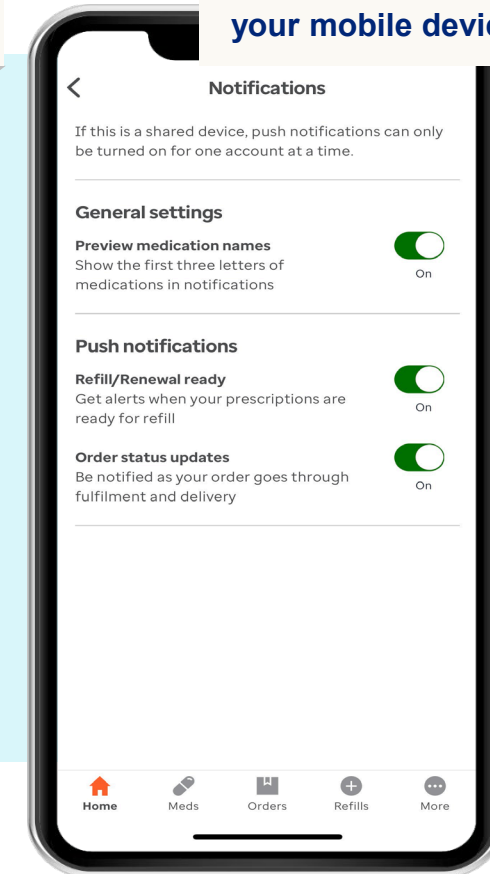 your mobile devic
Notifications
If this is a shared device, push notifications can only
be turned on for one account at a time.
General settings
Preview medication names
Show the first three letters of
medications in notifications
On
Push notifications
Refill/Renewal ready
Get alerts when your prescriptions are
ready for refill
On
Order status updates
Be notified as your order goes through
fulfilment and delivery
On
Home Meds Orders Refills More